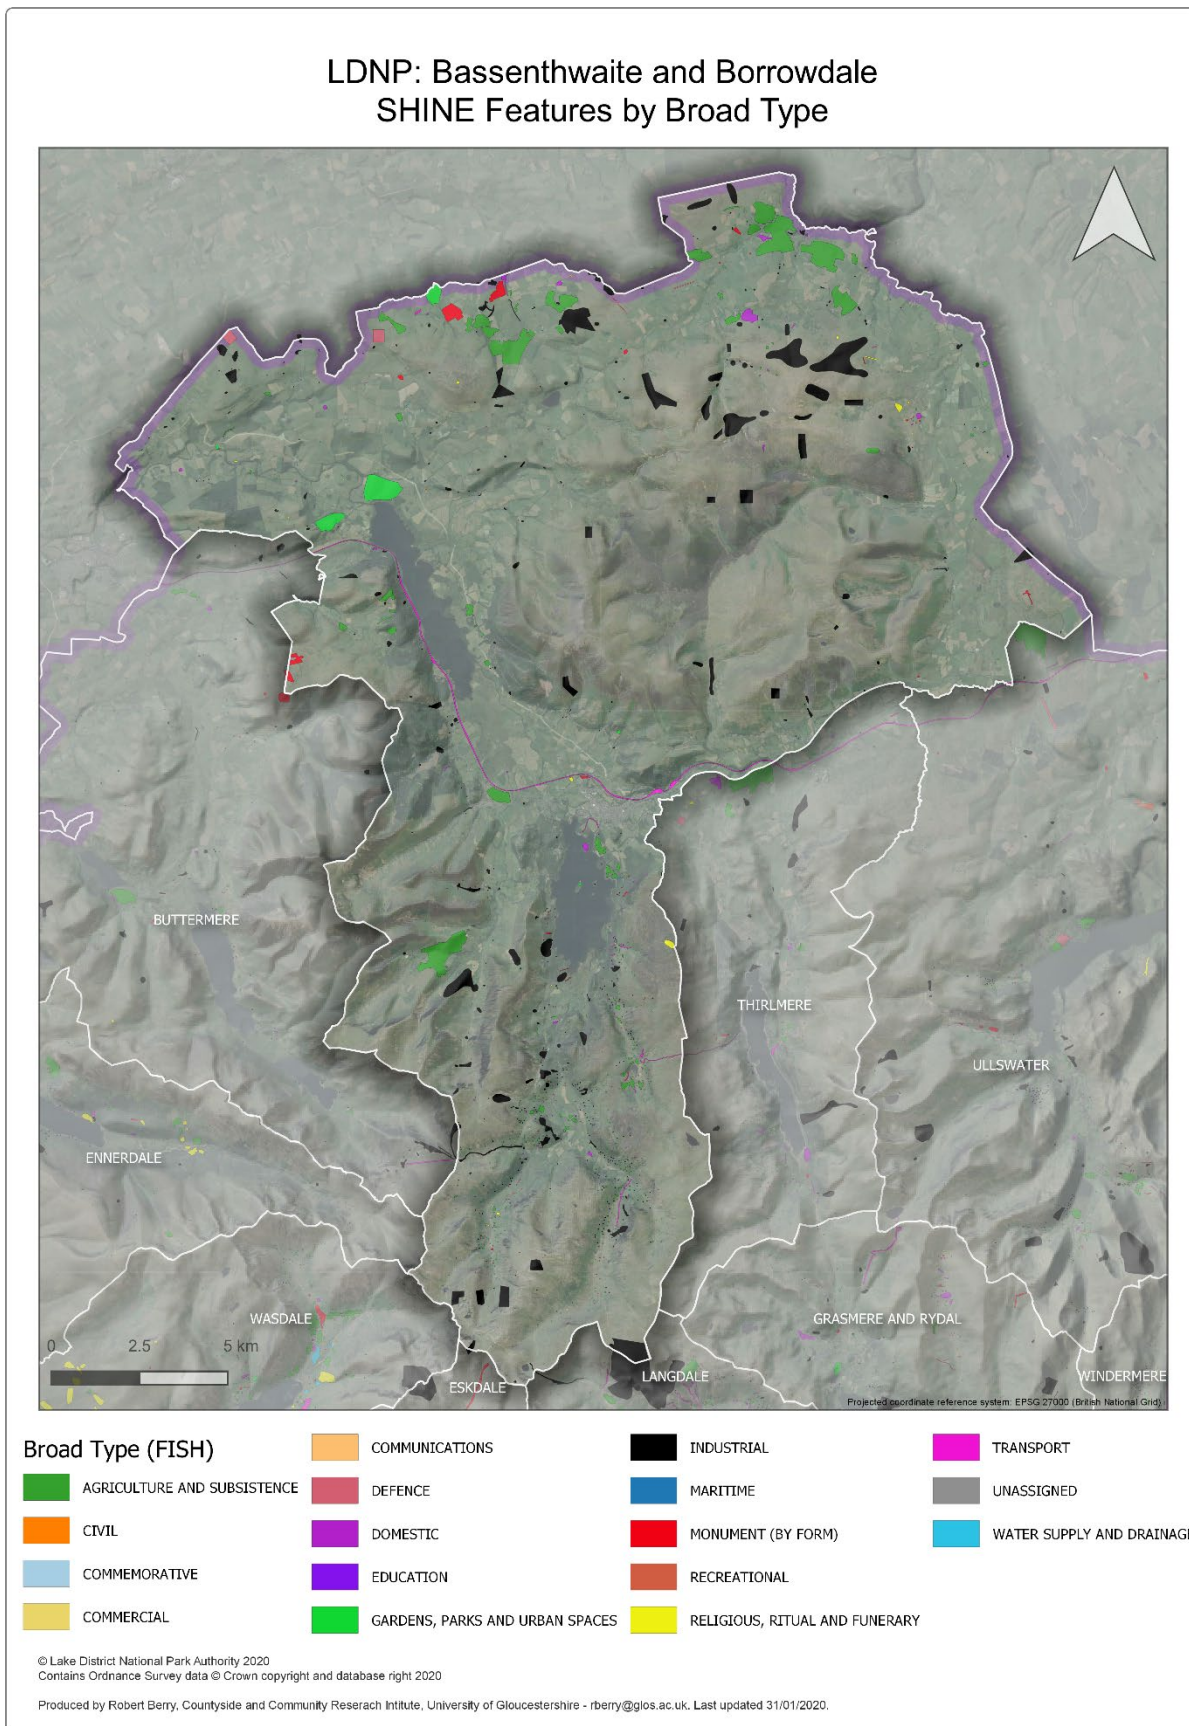 LDNP: Bassenthwaite and Borrowdale
SHINE Features by Broad Type
BUTTERMERE
THIRLMERE
ULLSWATER
ENNERDALE
WASDALE
GRASMERE AND RYDAL
0 2.5 5 km
ESKDALE
LANGDALE
WINDERMERE
Projected coordinate reference system: EPSG 27000 (British National Grid)
Broad Type (FISH)
AGRICULTURE AND SUBSISTENCE
CIVIL
COMMEMORATIVE
COMMERCIAL
COMMUNICATIONS
DEFENCE
DOMESTIC
EDUCATION
GARDENS, PARKS AND URBAN SPACES
INDUSTRIAL
MARITIME
MONUMENT (BY FORM)
RECREATIONAL
RELIGIOUS, RITUAL AND FUNERARY
TRANSPORT
UNASSIGNED
WATER SUPPLY AND DRAINAGE
© Lake District National Park Authority 2020
Contains Ordnance Survey data © Crown copyright and database right 2020
Produced by Robert Berry, Countyside and Community Reserach Intitute, University of Gloucestershire - rberry@glos.ac.uk. Last updated 31/01/2020.